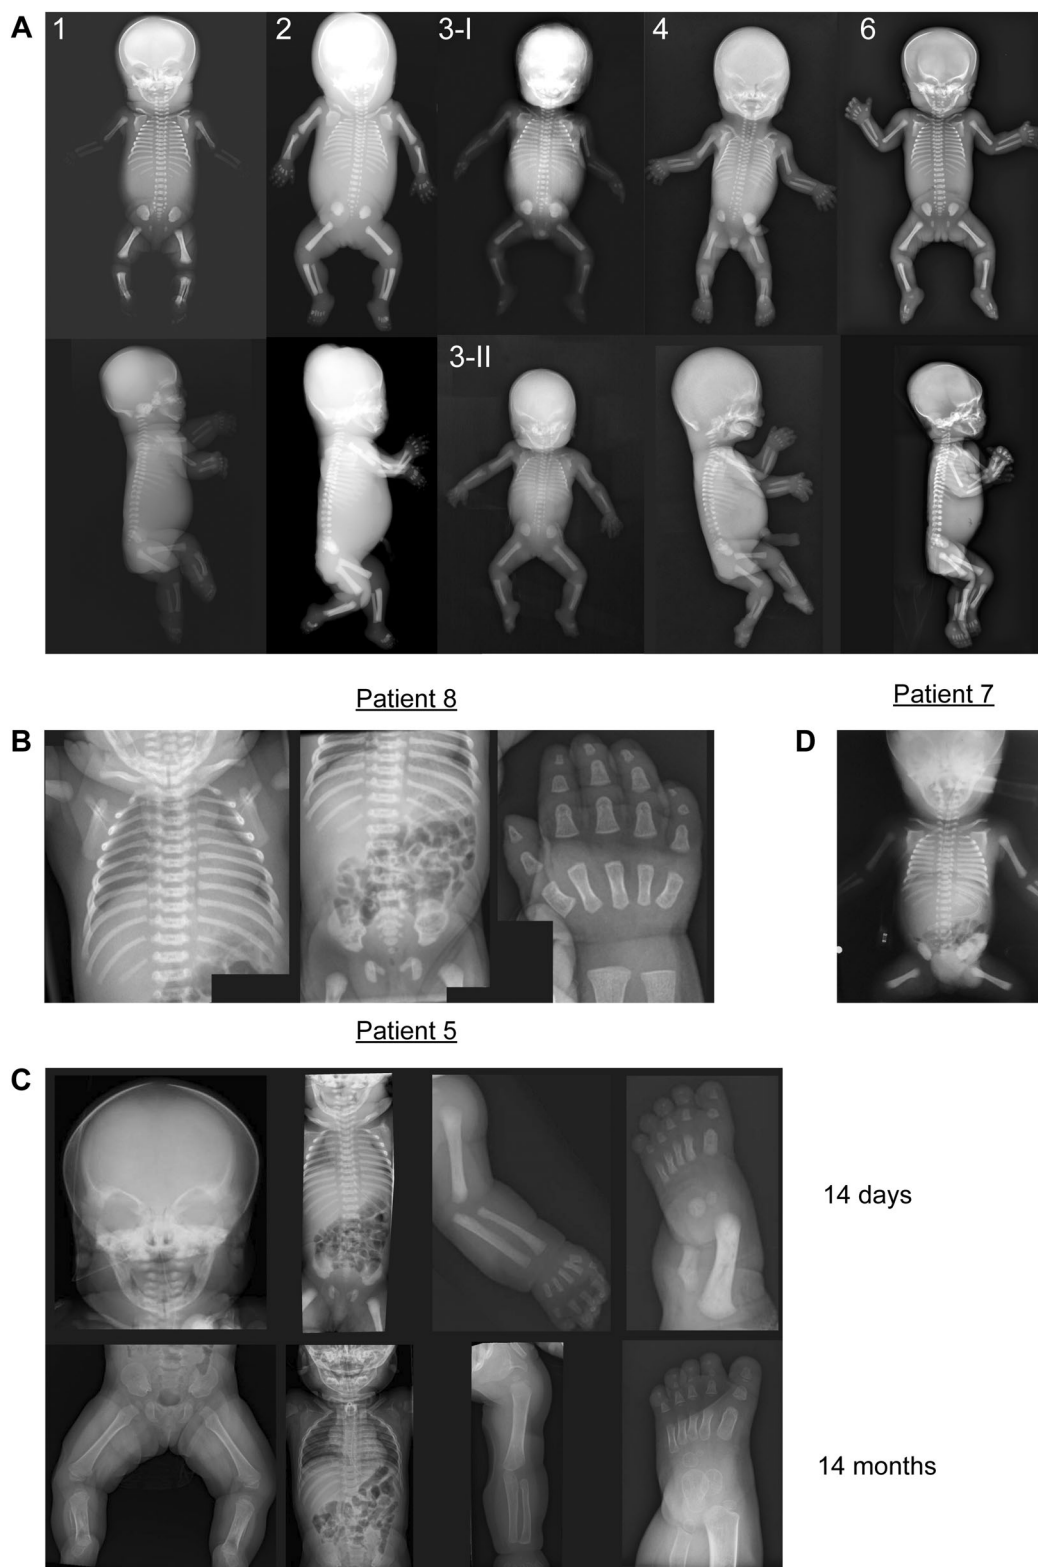 A
1
2
3-I
4
6
3-II
Patient 8
Patient 7
B
D
Patient 5
C
14 days
14 months